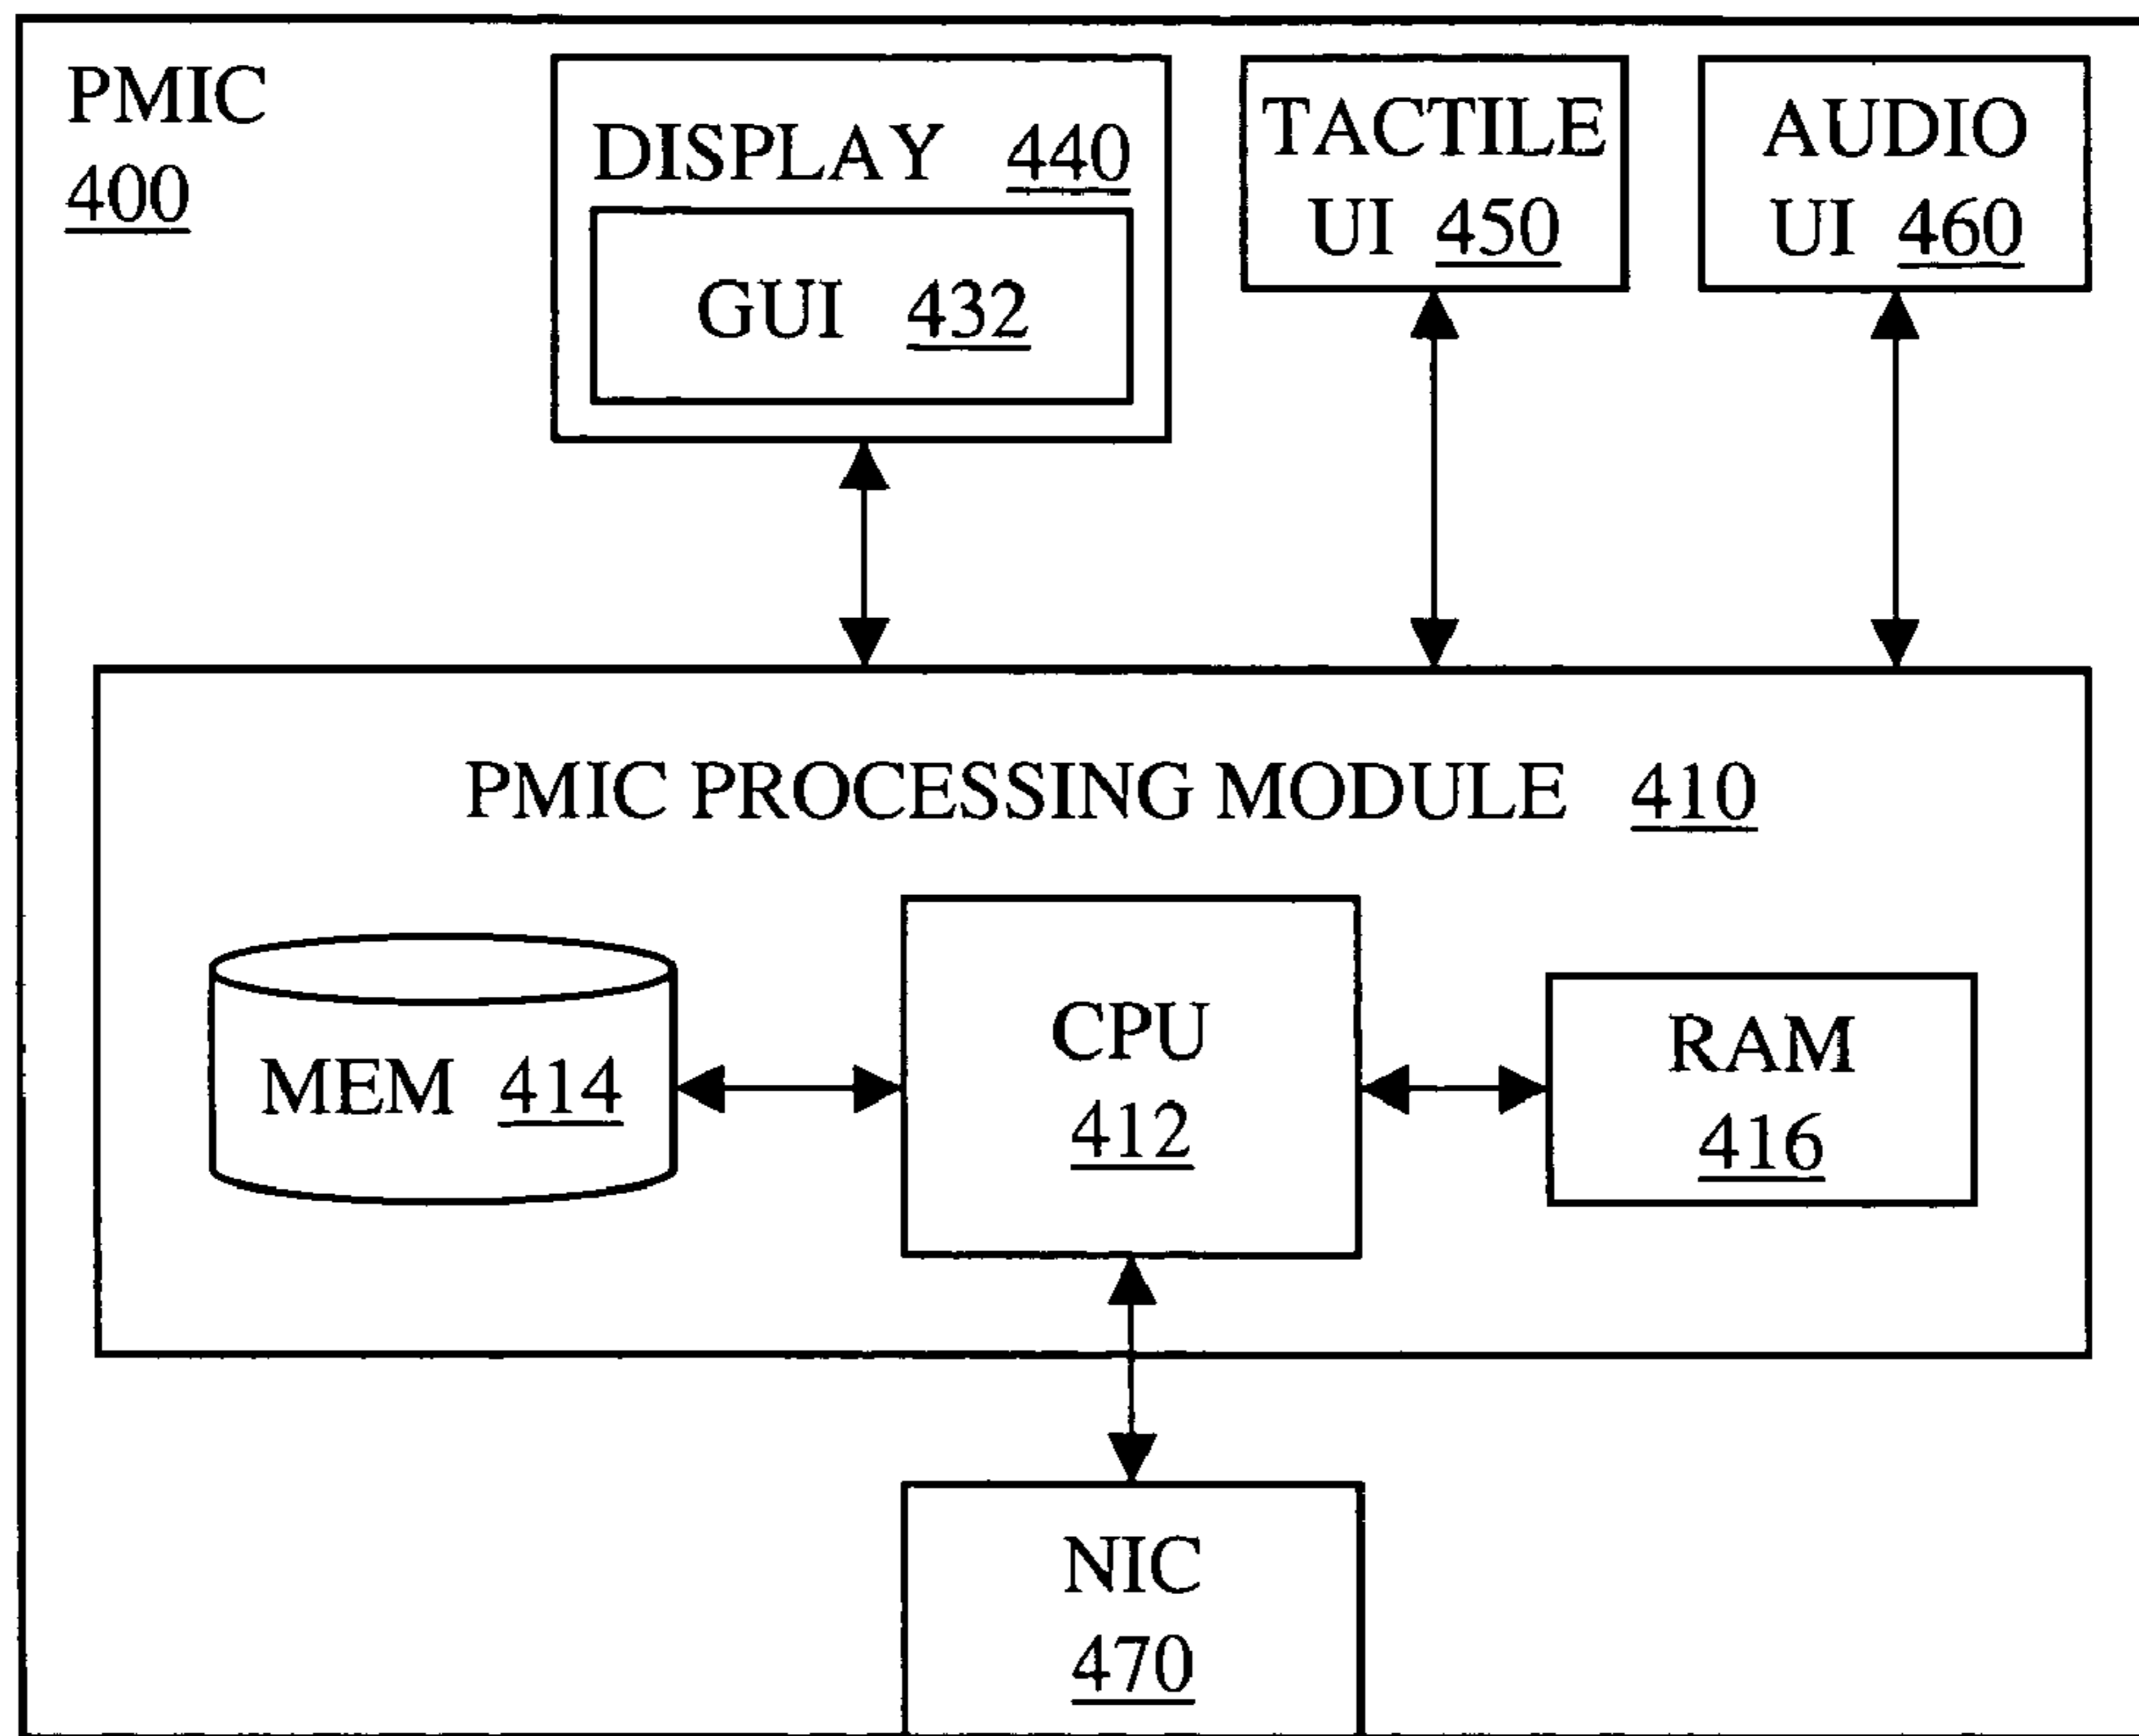 PMIC
400
DISPLAY 440
GUI 432
TACTILE
UI 450
AUDIO
UI 460
PMIC PROCESSING MODULE 410
MEM 414
CPU
412
RAM
416
NIC
470